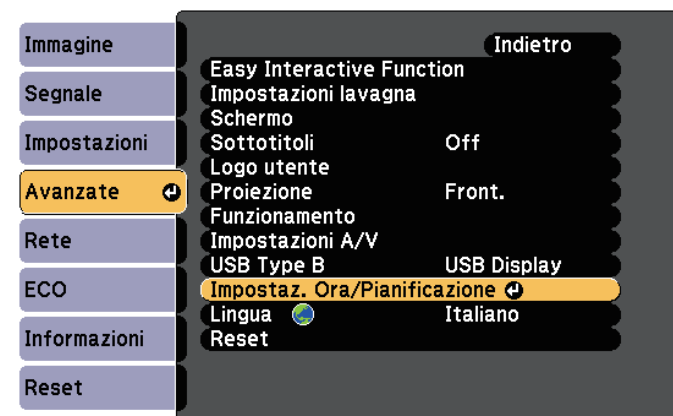 Immagine
Segnale
Impostazioni
Avanzate
Rete
ECO
Informazioni
Reset
Indietro
Easy Interactive Function
Impostazioni lavagna
Schermo
Sottotitoli Off
Logo utente
Proiezione Front.
Funzionamento
Impostazioni A/V
USB Type B USB Display
Impostaz. Ora/Pianificazione
Lingua Italiano
Reset